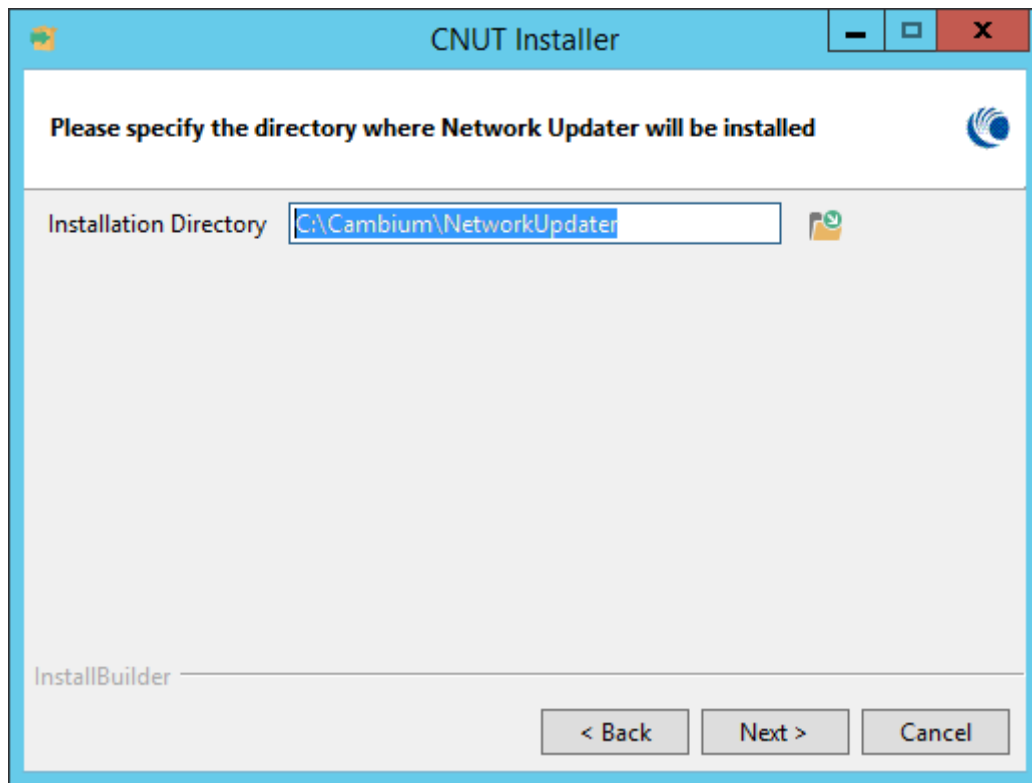 CNUT Installer
Please specify the directory where Network Updater will be installed
Installation Directory C:\Cambium\NetworkUpdater
InstallBuilder
< Back Next > Cancel